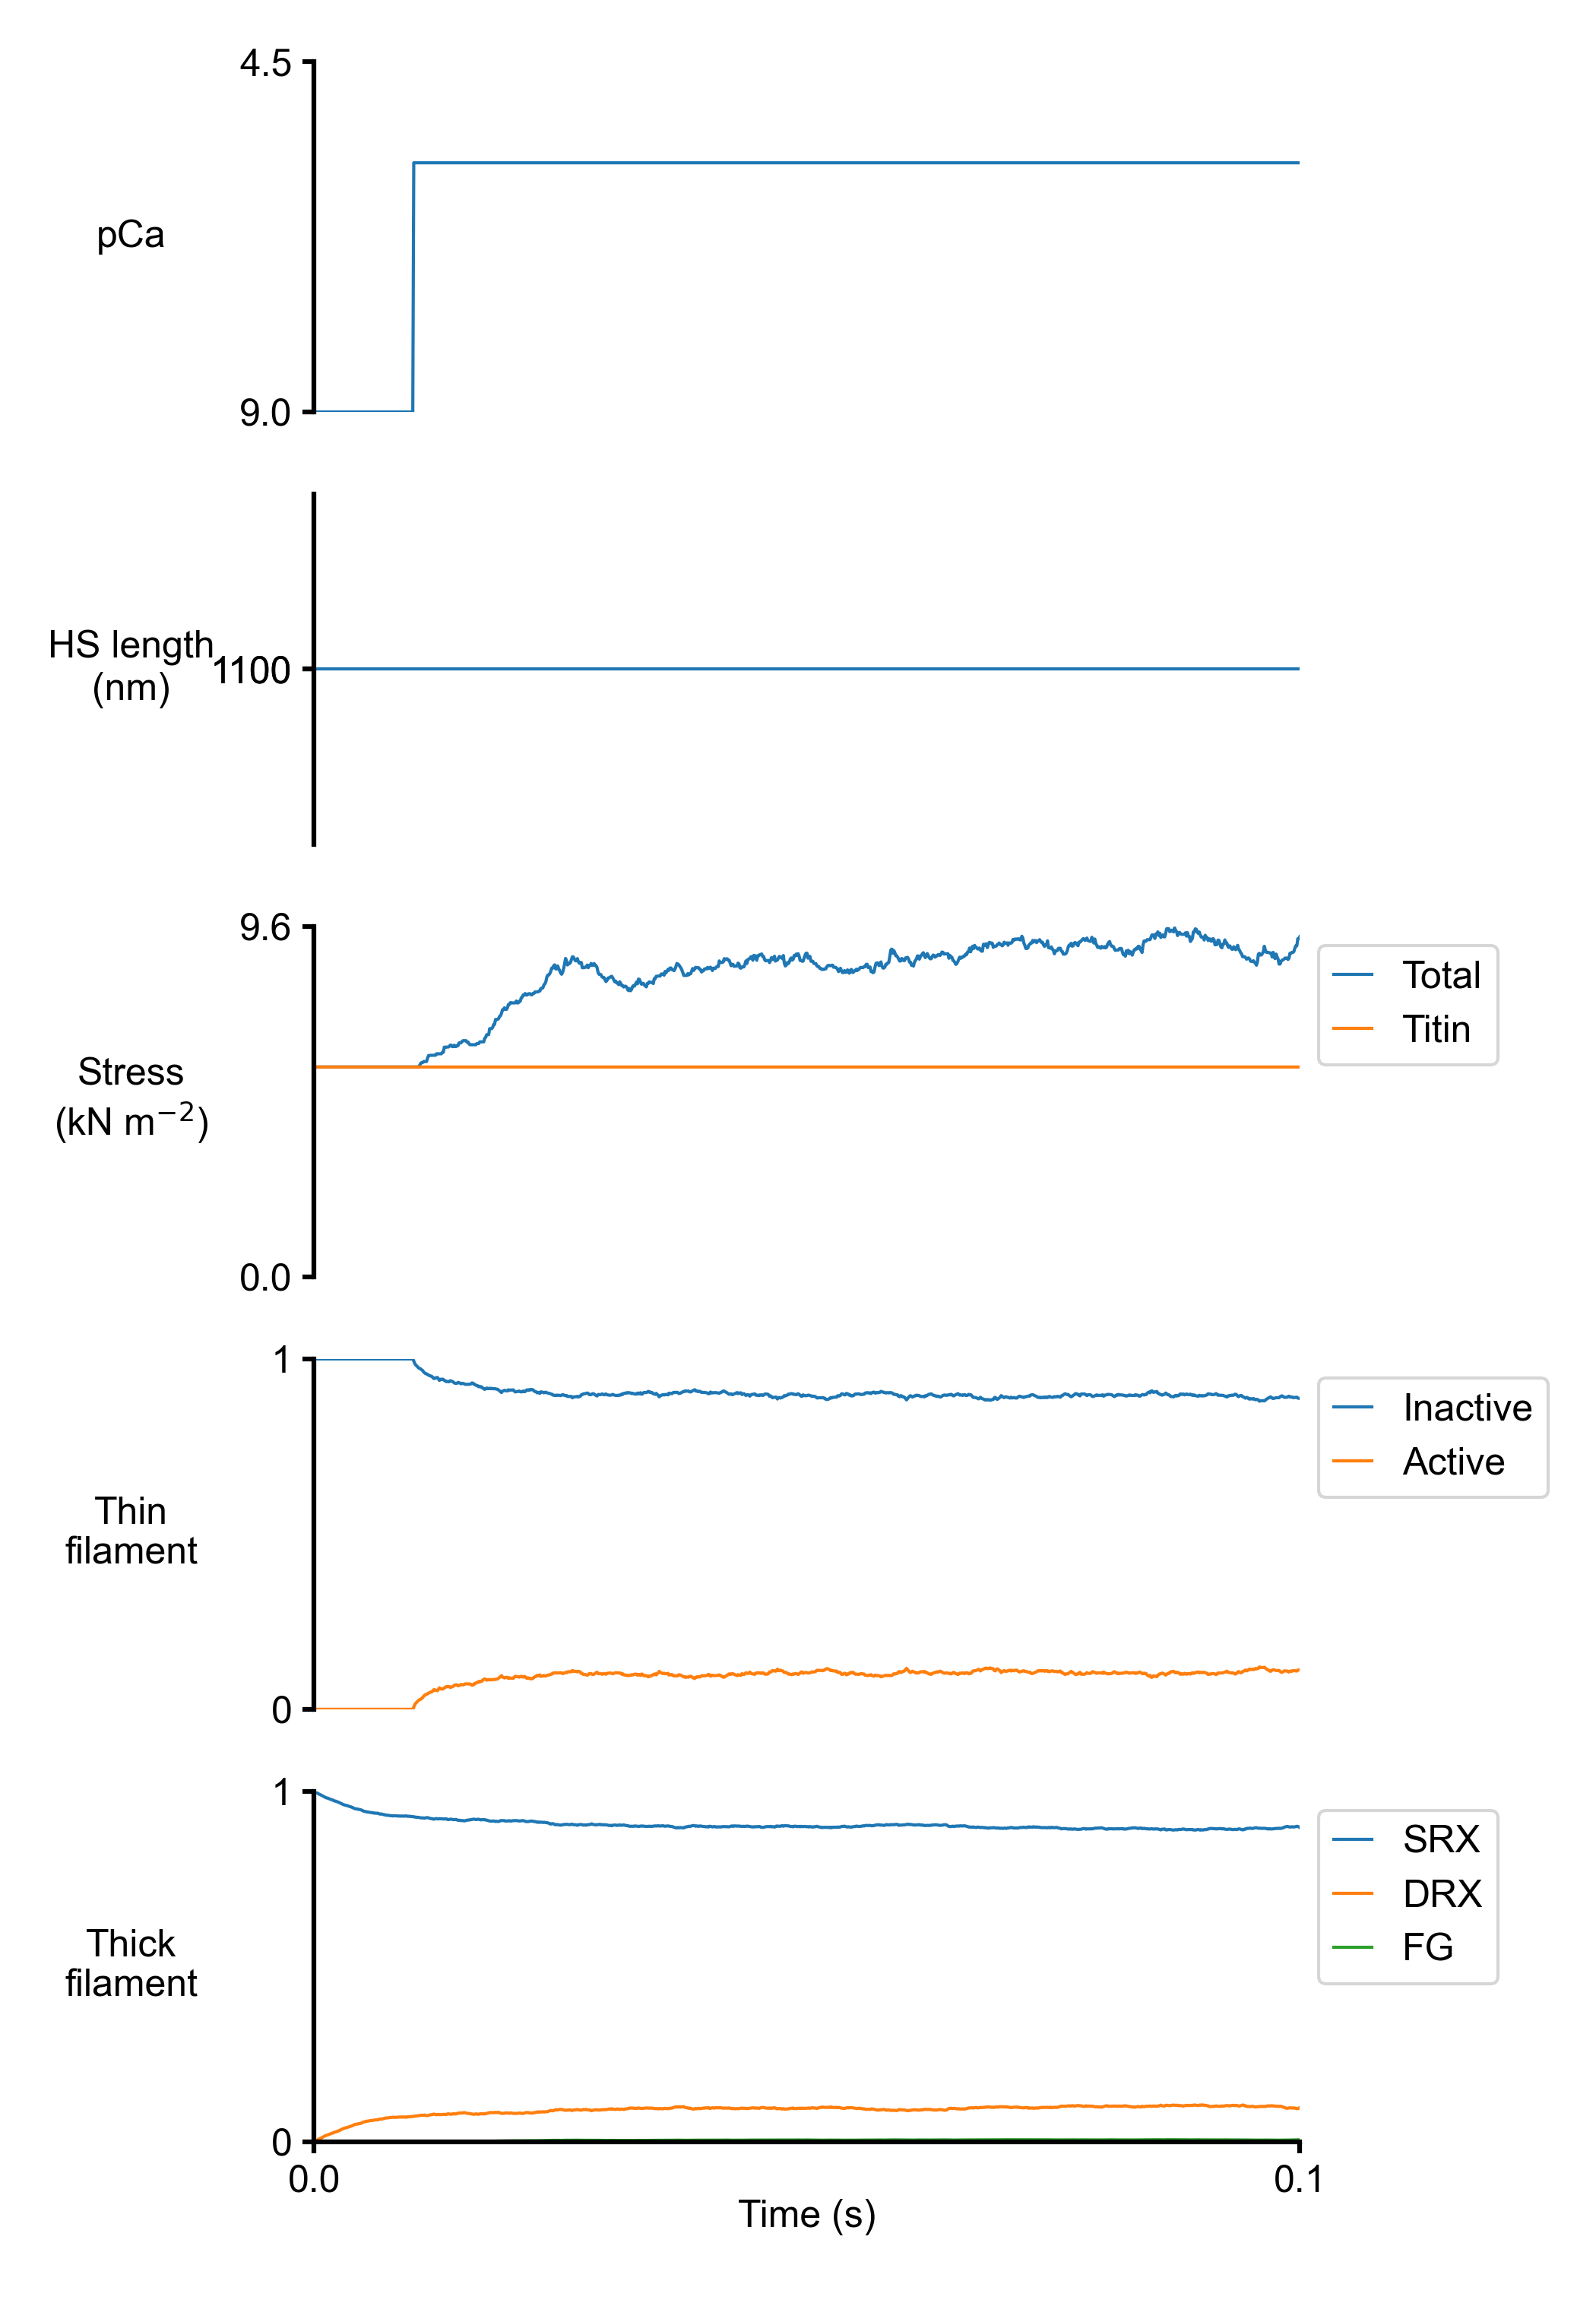 4.5
pCa
9.0
HS length
(nm)
1100
9.6
Stress
(kN m⁻²)
0.0
Total
Titin
1
Thin
filament
0
Inactive
Active
1
Thick
filament
0
SRX
DRX
FG
0.0
0.1
Time (s)